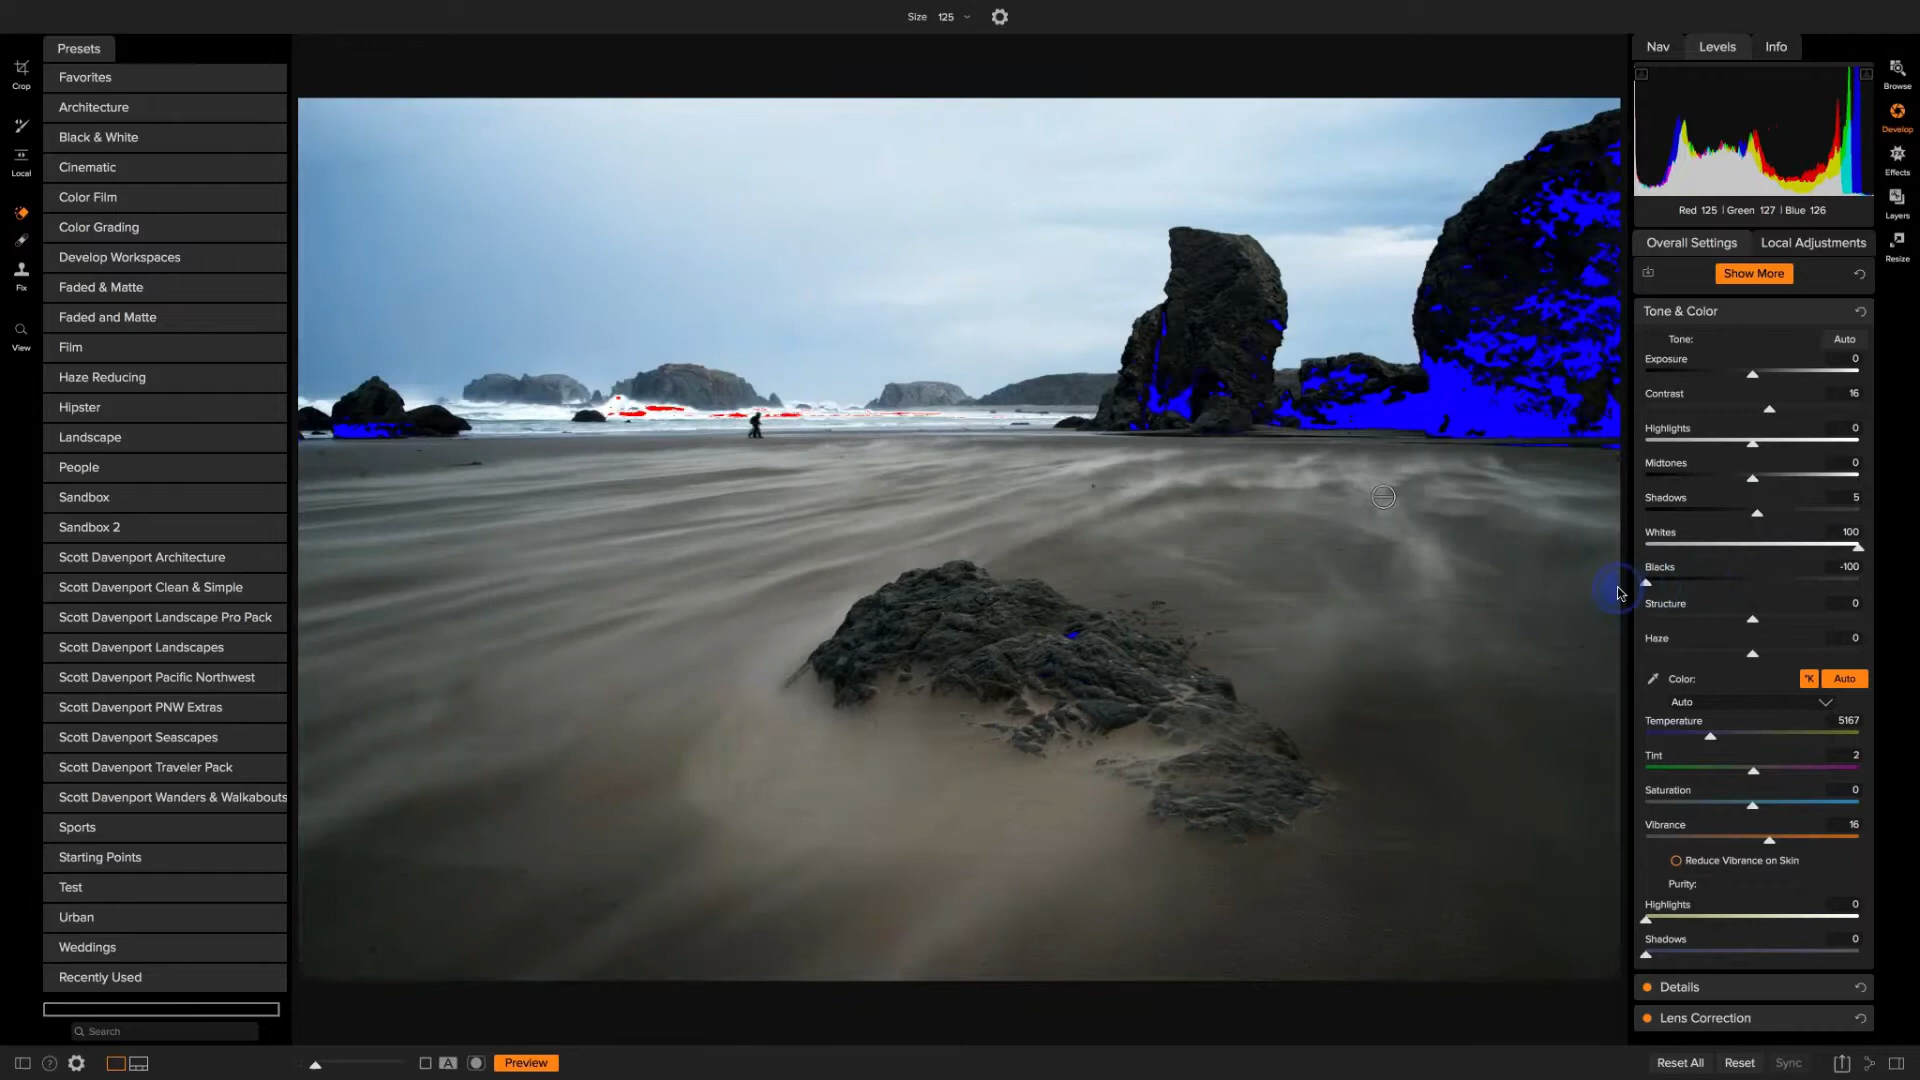 Size 125
Presets
Nav Levels Info
Crop
Local
Fix
View
Favorites
Architecture
Black & White
Cinematic
Color Film
Color Grading
Develop Workspaces
Faded & Matte
Faded and Matte
Film
Haze Reducing
Hipster
Landscape
People
Sandbox
Sandbox 2
Scott Davenport Architecture
Scott Davenport Clean & Simple
Scott Davenport Landscape Pro Pack
Scott Davenport Landscapes
Scott Davenport Pacific Northwest
Scott Davenport PNW Extras
Scott Davenport Seascapes
Scott Davenport Traveler Pack
Scott Davenport Wanders & Walkabouts
Sports
Starting Points
Test
Urban
Weddings
Recently Used
Search
Browse
Develop
Effects
Layers
Resize
Red 125 | Green 127 | Blue 126
Overall Settings Local Adjustments
Show More
Tone & Color
Tone: Auto
Exposure 0
Contrast 16
Highlights 0
Midtones 0
Shadows 5
Whites 100
Blacks -100
Structure 0
Haze 0
Color: °K Auto
Auto
Temperature 5167
Tint 2
Saturation 0
Vibrance 16
Reduce Vibrance on Skin
Purity:
Highlights 0
Shadows 0
Details
Lens Correction
? A Preview
Reset All Reset Sync